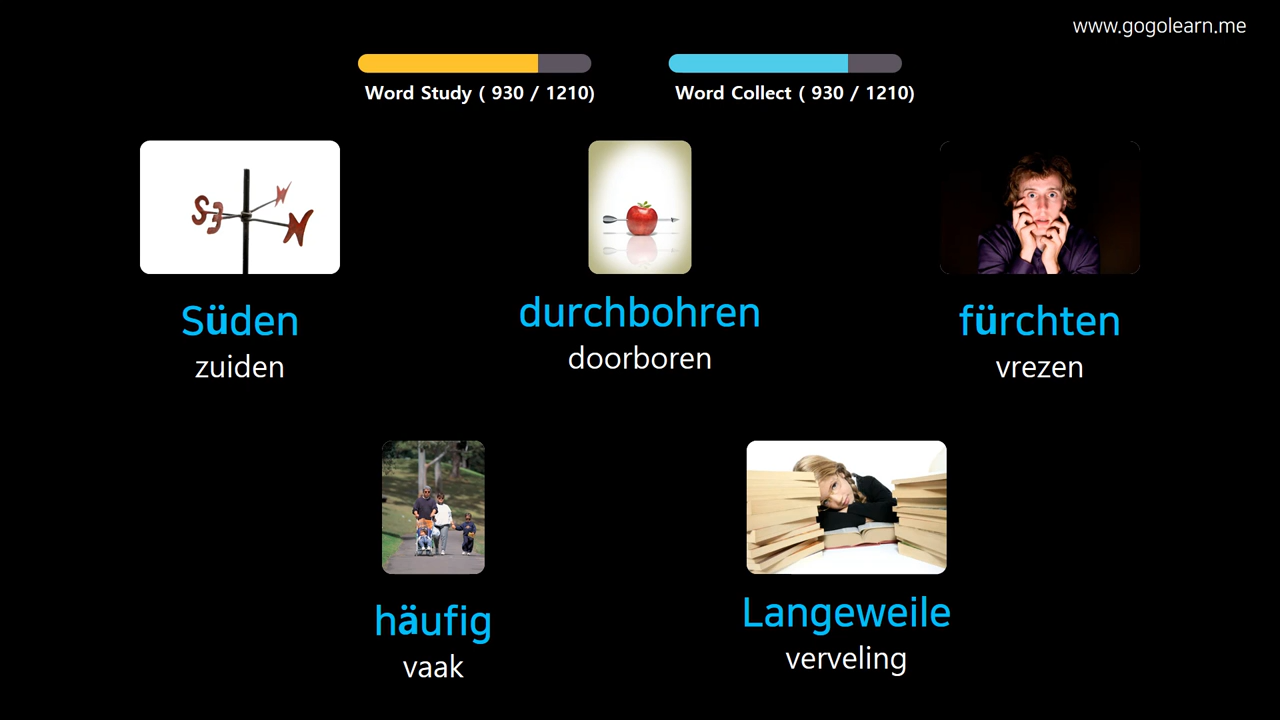 www.gogolearn.me
Word Study ( 930 / 1210)
Word Collect ( 930 / 1210)
S
E
N
W
Süden
zuiden
durchbohren
doorboren
fürchten
vrezen
häufig
vaak
Langeweile
verveling